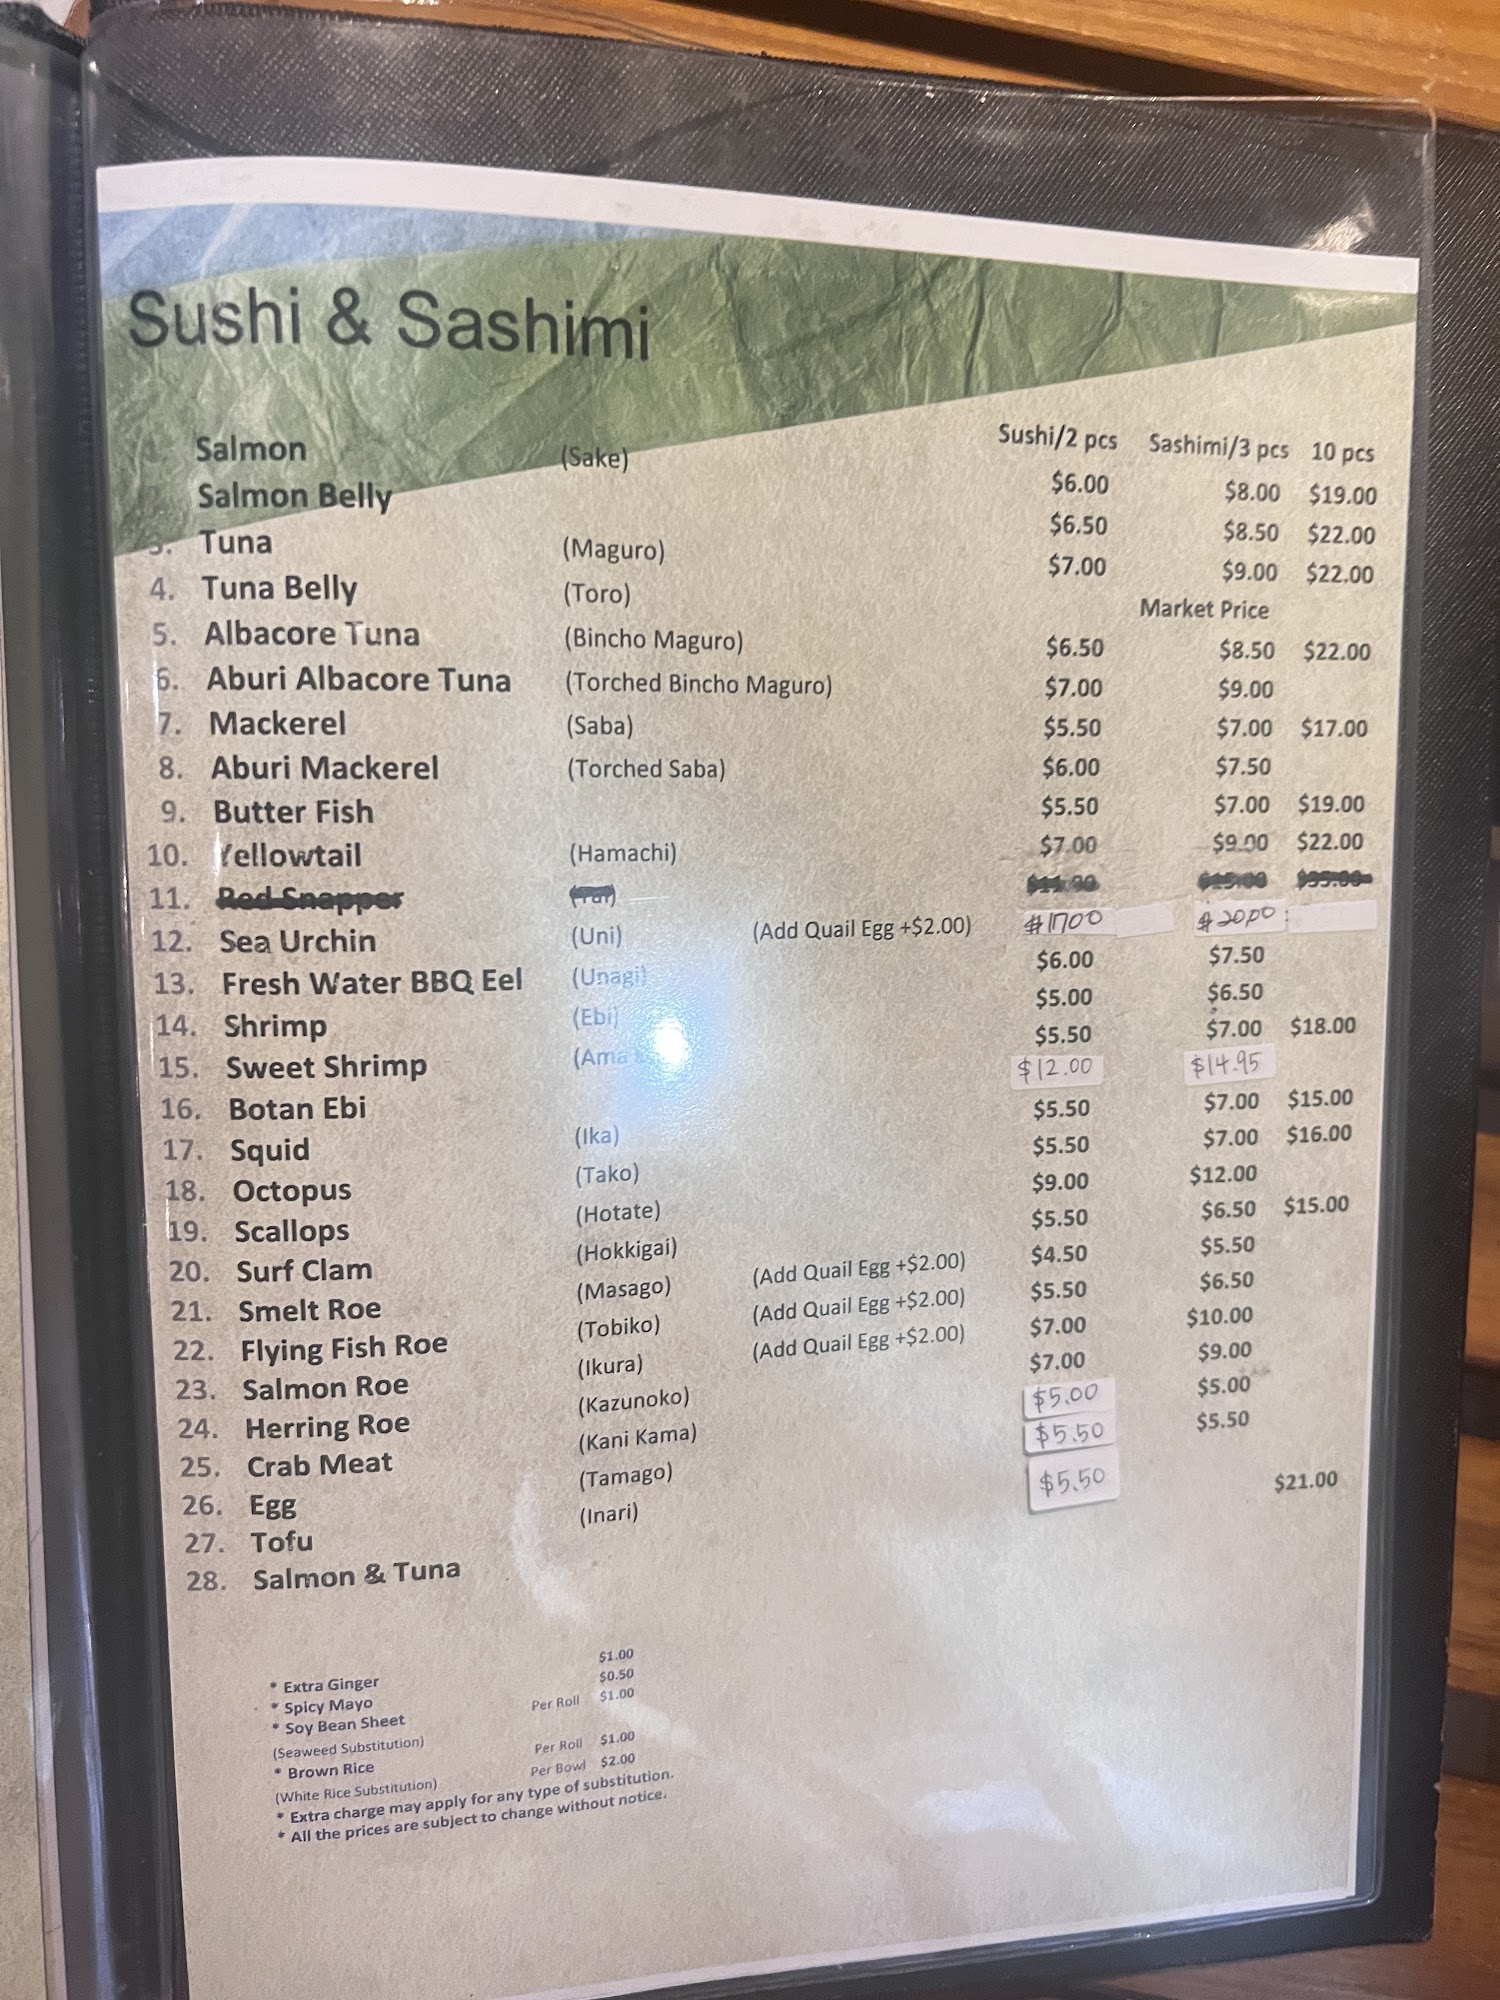 Sushi & Sashimi
Sushi/2 pcs Sashimi/3 pcs 10 pcs
1. Salmon (Sake) $6.00 $8.00 $19.00
2. Salmon Belly $6.50 $8.50 $22.00
3. Tuna (Maguro) $7.00 $9.00 $22.00
4. Tuna Belly (Toro) Market Price
5. Albacore Tuna (Bincho Maguro) $6.50 $8.50 $22.00
6. Aburi Albacore Tuna (Torched Bincho Maguro) $7.00 $9.00
7. Mackerel (Saba) $5.50 $7.00 $17.00
8. Aburi Mackerel (Torched Saba) $6.00 $7.50
9. Butter Fish $5.50 $7.00 $19.00
10. Yellowtail (Hamachi) $7.00 $9.00 $22.00
11. Red Snapper
12. Sea Urchin (Uni) (Add Quail Egg +$2.00) $17.00 $20.00
13. Fresh Water BBQ Eel (Unagi) $6.00 $7.50
14. Shrimp (Ebi) $5.00 $6.50
15. Sweet Shrimp (Ama $5.50 $7.00 $18.00
16. Botan Ebi $12.00 $14.95
17. Squid (Ika) $5.50 $7.00 $15.00
18. Octopus (Tako) $5.50 $7.00 $16.00
19. Scallops (Hotate) $9.00 $12.00
20. Surf Clam (Hokkigai) $5.50 $6.50 $15.00
21. Smelt Roe (Masago) (Add Quail Egg +$2.00) $4.50 $5.50
22. Flying Fish Roe (Tobiko) (Add Quail Egg +$2.00) $5.50 $6.50
23. Salmon Roe (Ikura) (Add Quail Egg +$2.00) $7.00 $10.00
24. Herring Roe (Kazunoko) $7.00 $9.00
25. Crab Meat (Kani Kama) $5.00 $5.00
26. Egg (Tamago) $5.50 $5.50
27. Tofu (Inari) $5.50
28. Salmon & Tuna $21.00
* Extra Ginger $1.00
* Spicy Mayo $0.50
* Soy Bean Sheet Per Roll $1.00
(Seaweed Substitution)
* Brown Rice Per Roll $1.00
(White Rice Substitution) Per Bowl $2.00
* Extra charge may apply for any type of substitution.
* All the prices are subject to change without notice.